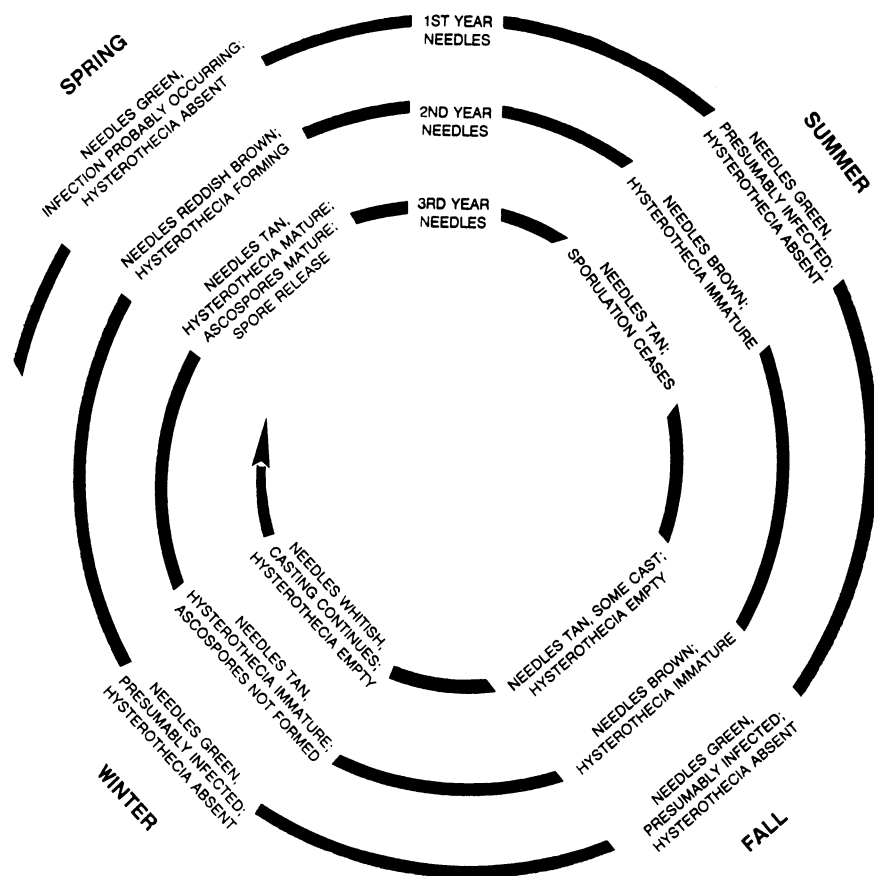 1ST YEAR
NEEDLES
2ND YEAR
NEEDLES
3RD YEAR
NEEDLES
SPRING
NEEDLES GREEN,
INFECTION PROBABLY OCCURRING;
HYSTEROTHECIA ABSENT
NEEDLES REDDISH BROWN;
HYSTEROTHECIA FORMING
NEEDLES TAN,
HYSTEROTHECIA MATURE;
ASCOSPORES MATURE;
SPORE RELEASE
SUMMER
NEEDLES GREEN,
PRESUMABLY INFECTED;
HYSTEROTHECIA ABSENT
NEEDLES BROWN;
HYSTEROTHECIA IMMATURE
NEEDLES TAN;
SPORULATION CEASES
FALL
NEEDLES GREEN,
PRESUMABLY INFECTED;
HYSTEROTHECIA ABSENT
NEEDLES BROWN;
HYSTEROTHECIA IMMATURE
NEEDLES TAN, SOME CAST;
HYSTEROTHECIA EMPTY
WINTER
NEEDLES GREEN,
PRESUMABLY INFECTED;
HYSTEROTHECIA ABSENT
NEEDLES TAN,
HYSTEROTHECIA IMMATURE;
ASCOSPORES NOT FORMED
NEEDLES WHITISH,
CASTING CONTINUES;
HYSTEROTHECIA EMPTY